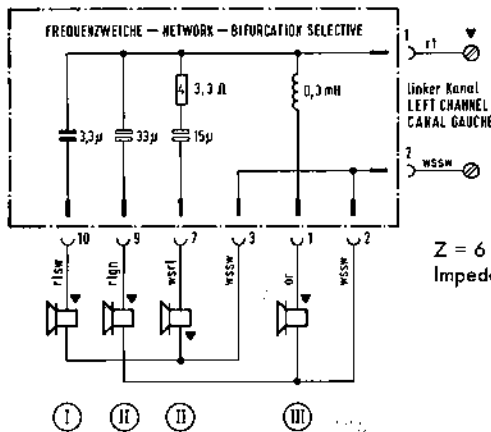 FREQUENZWEICHE — NETWORK — BIFURCATION SELECTIVE
1 rt
4 3,3 Ω
0,3 mH
linker Kanal
LEFT CHANNEL
CANAL GAUCHE
3,3µ 33µ 15µ
2 wssw
10 9 7 3 1 2
rtsw rtgn wsrt wssw or wssw
Z = 6
Imped
I II II III